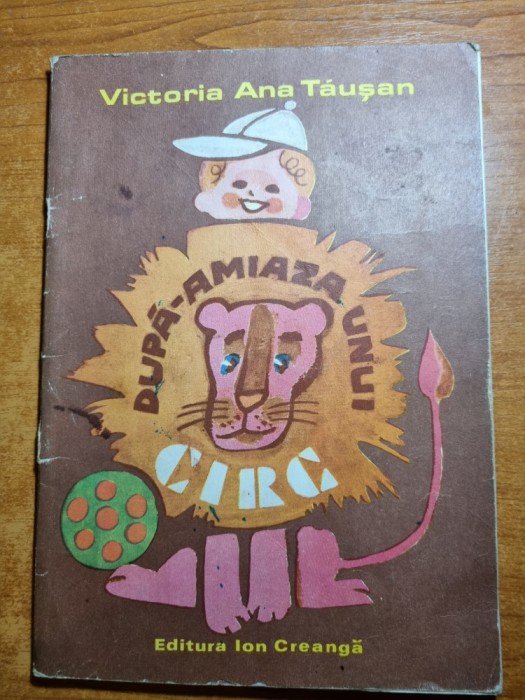 Victoria Ana Tăușan
DUPĂ-AMIAZA UNUI
CIRC
Editura Ion Creangă